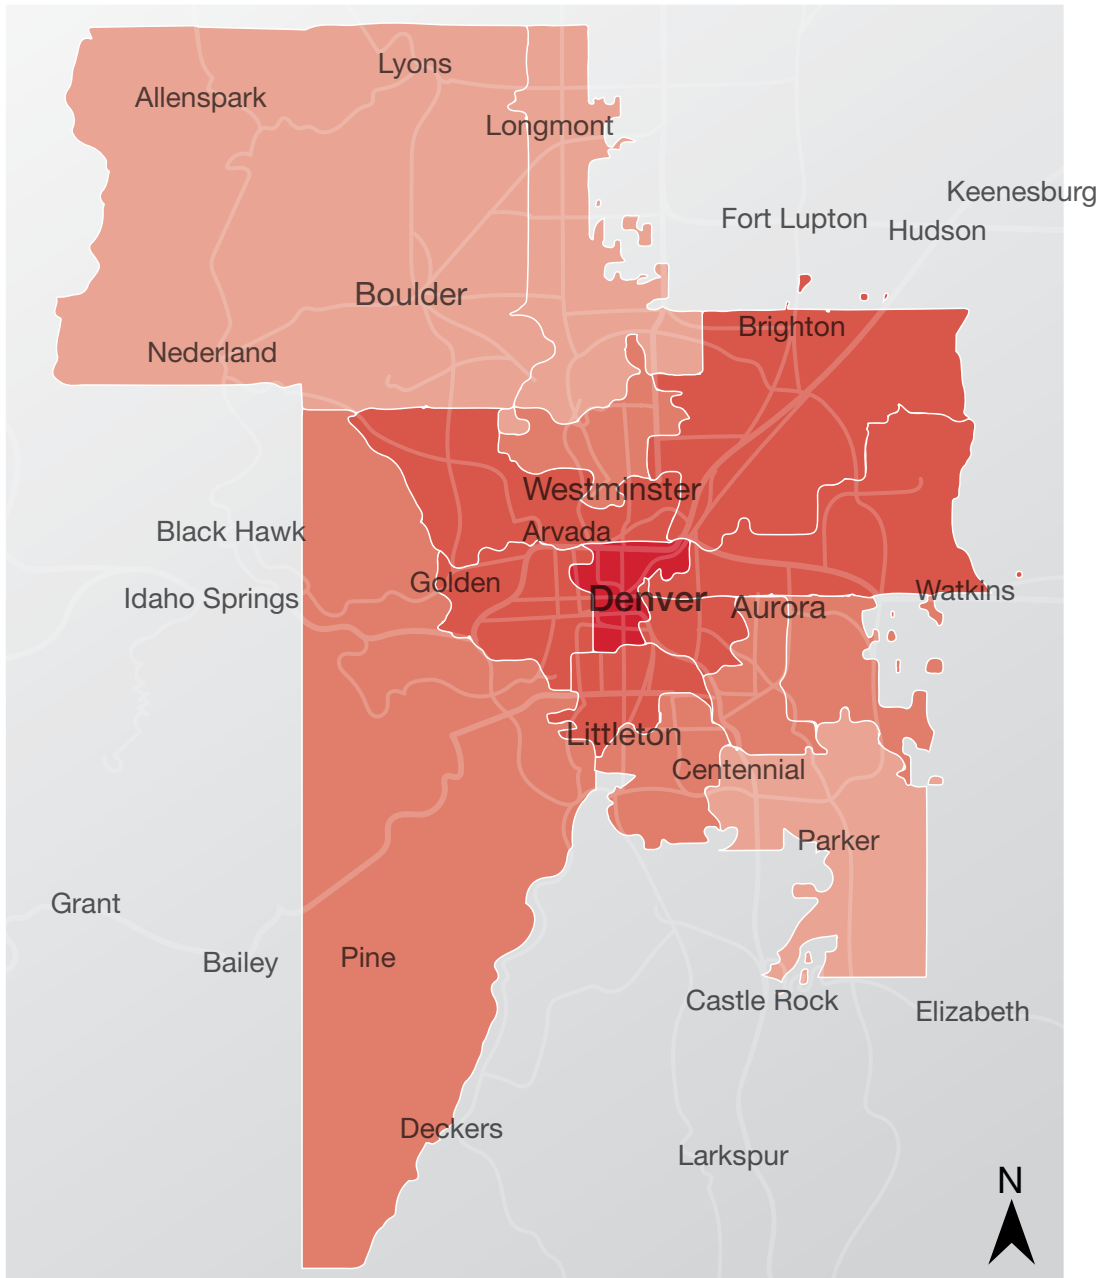 Lyons
Allenspark
Longmont
Keenesburg
Fort Lupton
Hudson
Boulder
Brighton
Nederland
Westminster
Black Hawk
Arvada
Golden
Idaho Springs
Denver
Aurora
Watkins
Littleton
Centennial
Parker
Grant
Bailey
Pine
Castle Rock
Elizabeth
Deckers
Larkspur
N